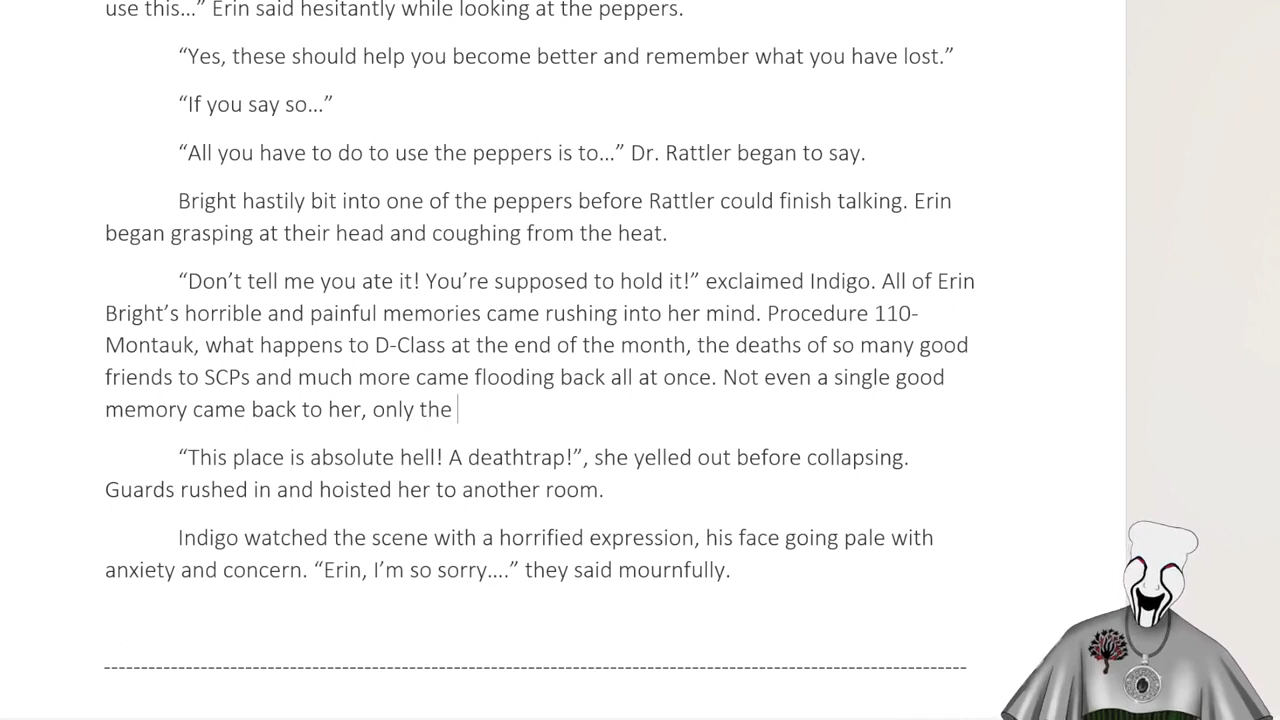 use this…” Erin said hesitantly while looking at the peppers.
“Yes, these should help you become better and remember what you have lost.”
“If you say so…”
“All you have to do to use the peppers is to…” Dr. Rattler began to say.
Bright hastily bit into one of the peppers before Rattler could finish talking. Erin
began grasping at their head and coughing from the heat.
“Don’t tell me you ate it! You’re supposed to hold it!” exclaimed Indigo. All of Erin
Bright’s horrible and painful memories came rushing into her mind. Procedure 110-
Montauk, what happens to D-Class at the end of the month, the deaths of so many good
friends to SCPs and much more came flooding back all at once. Not even a single good
memory came back to her, only the
“This place is absolute hell! A deathtrap!”, she yelled out before collapsing.
Guards rushed in and hoisted her to another room.
Indigo watched the scene with a horrified expression, his face going pale with
anxiety and concern. “Erin, I’m so sorry….” they said mournfully.